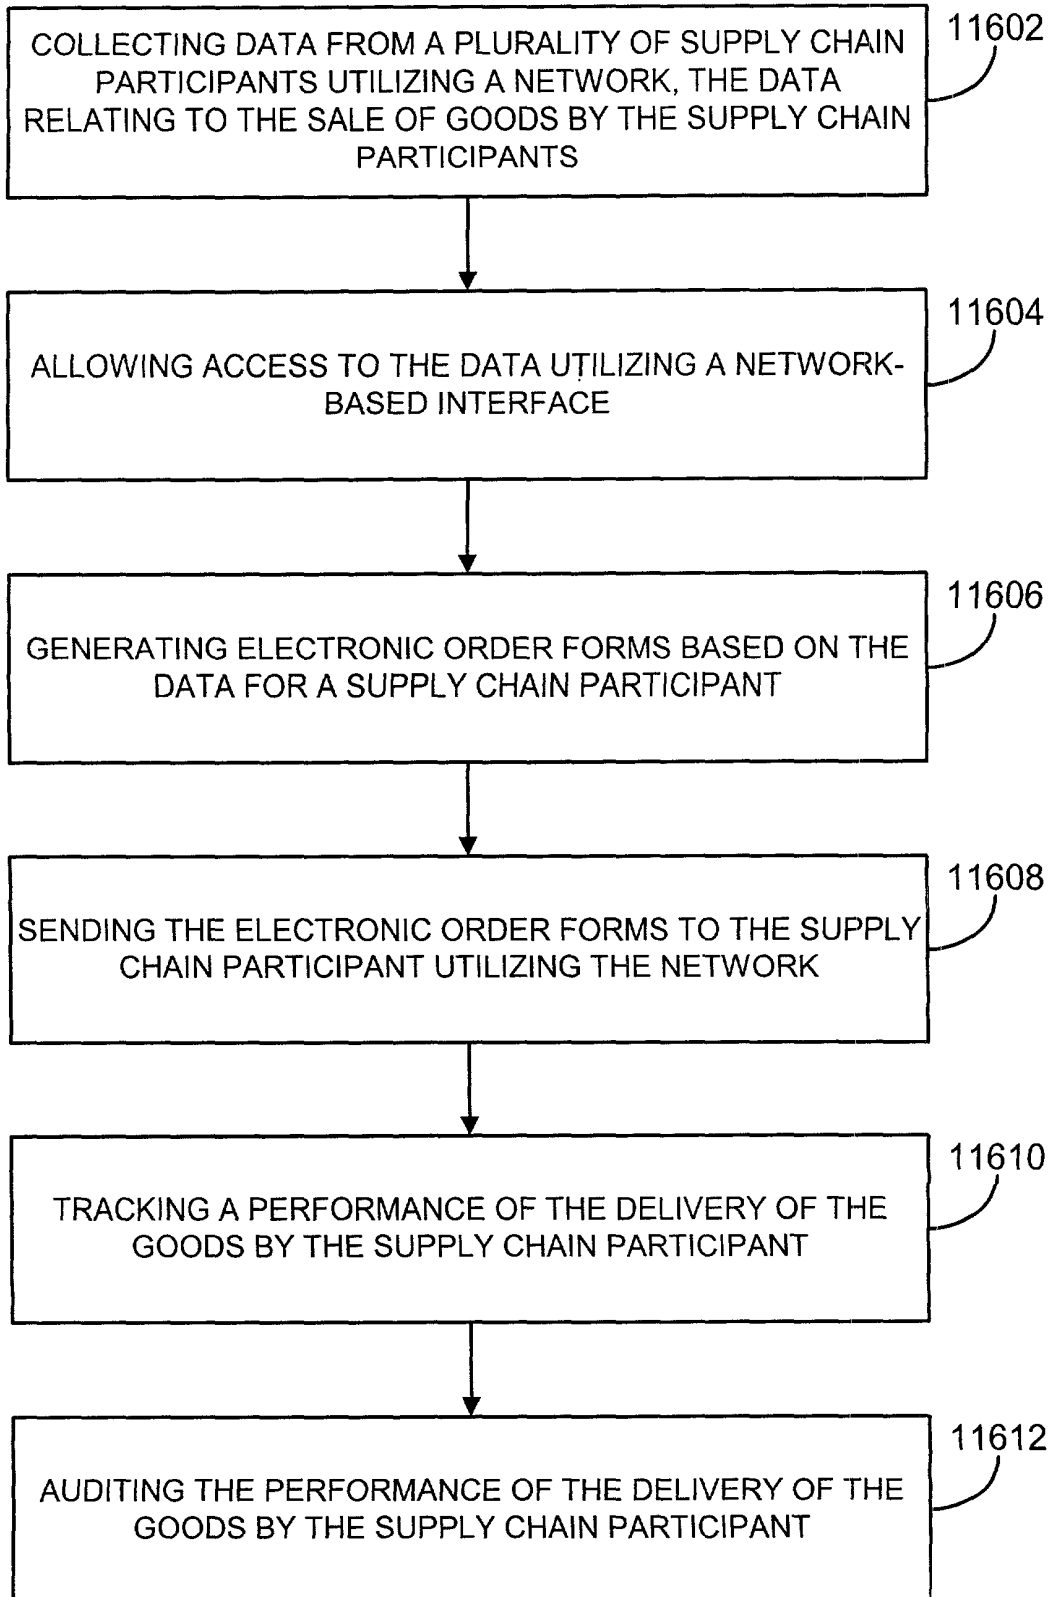 COLLECTING DATA FROM A PLURALITY OF SUPPLY CHAIN
PARTICIPANTS UTILIZING A NETWORK, THE DATA
RELATING TO THE SALE OF GOODS BY THE SUPPLY CHAIN
PARTICIPANTS
11602
ALLOWING ACCESS TO THE DATA UTILIZING A NETWORK-
BASED INTERFACE
11604
GENERATING ELECTRONIC ORDER FORMS BASED ON THE
DATA FOR A SUPPLY CHAIN PARTICIPANT
11606
SENDING THE ELECTRONIC ORDER FORMS TO THE SUPPLY
CHAIN PARTICIPANT UTILIZING THE NETWORK
11608
TRACKING A PERFORMANCE OF THE DELIVERY OF THE
GOODS BY THE SUPPLY CHAIN PARTICIPANT
11610
AUDITING THE PERFORMANCE OF THE DELIVERY OF THE
GOODS BY THE SUPPLY CHAIN PARTICIPANT
11612